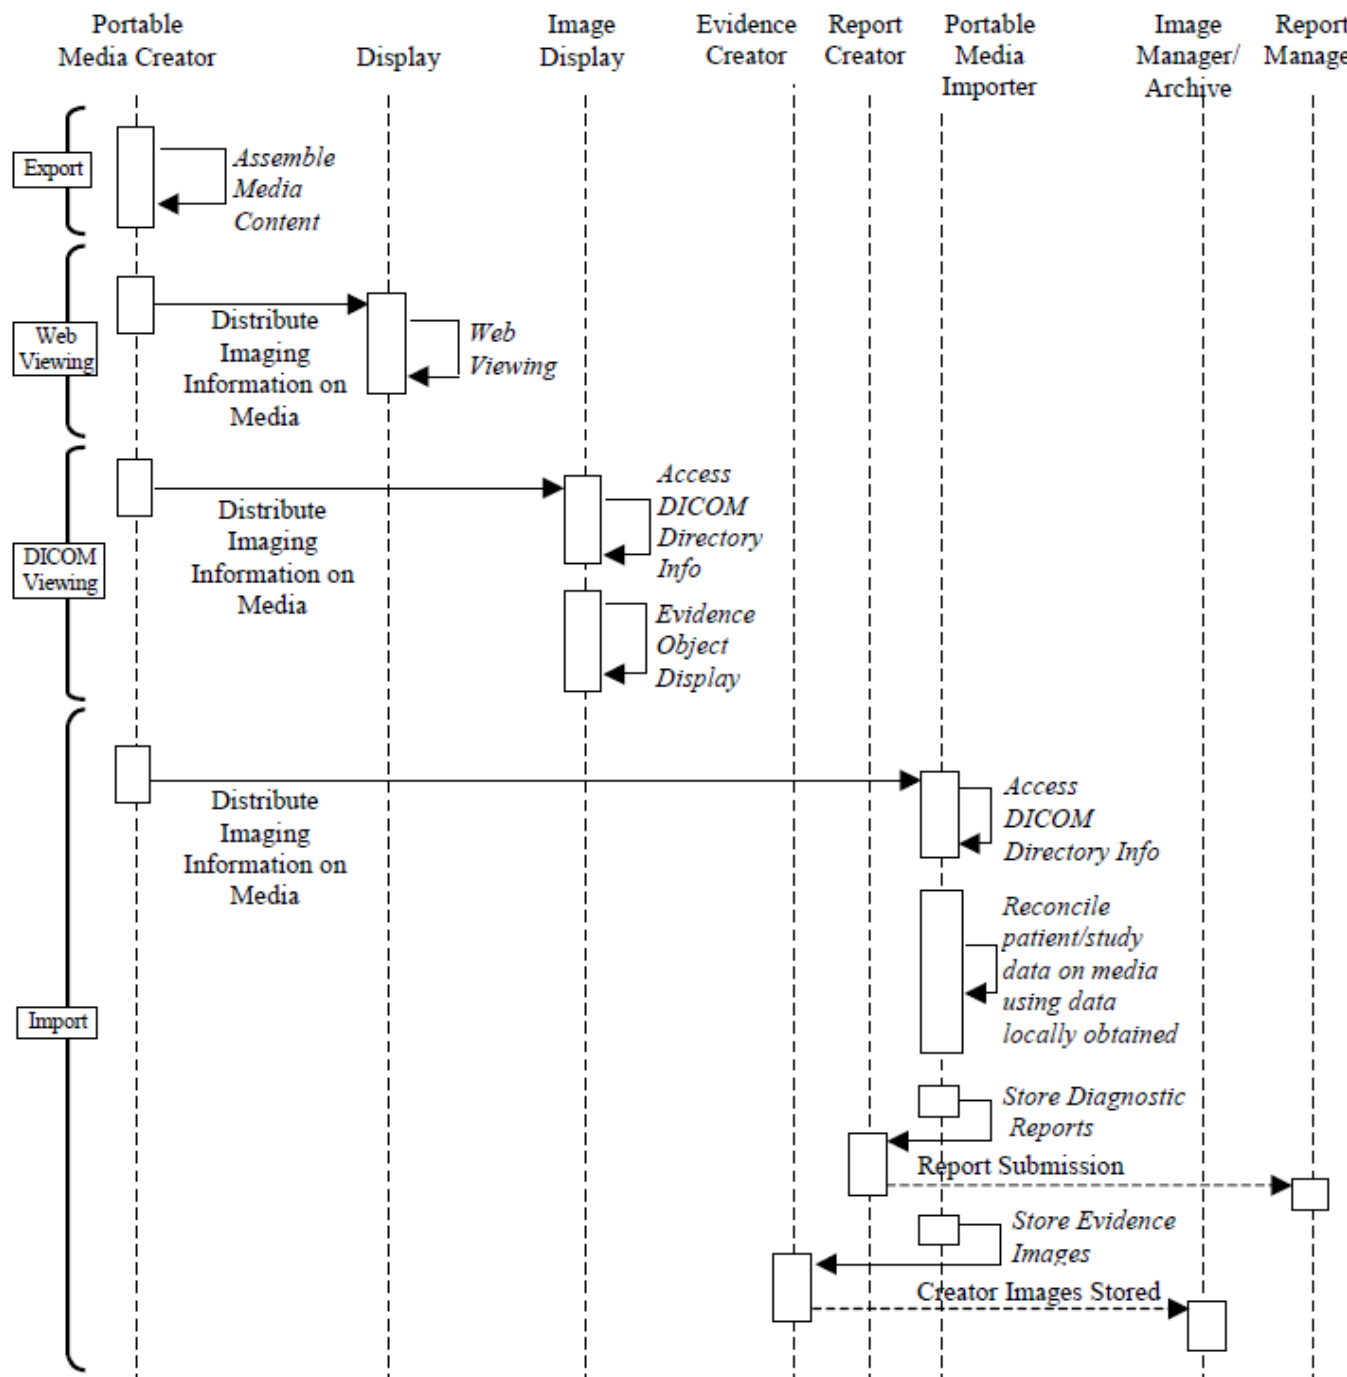 Portable
Media Creator
Display
Image
Display
Evidence
Creator
Report
Creator
Portable
Media
Importer
Image
Manager/
Archive
Report
Manage
Export
Assemble
Media
Content
Web
Viewing
Distribute
Imaging
Information on
Media
Web
Viewing
DICOM
Viewing
Distribute
Imaging
Information on
Media
Access
DICOM
Directory
Info
Evidence
Object
Display
Import
Distribute
Imaging
Information on
Media
Access
DICOM
Directory Info
Reconcile
patient/study
data on media
using data
locally obtained
Store Diagnostic
Reports
Report Submission
Store Evidence
Images
Creator Images Stored